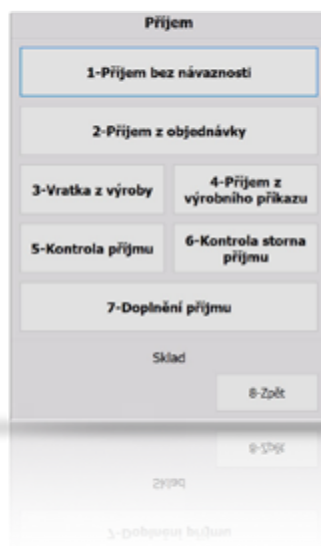 Příjem
1-Příjem bez návaznosti
2-Příjem z objednávky
3-Vratka z výroby
4-Příjem z
výrobního příkazu
5-Kontrola příjmu
6-Kontrola storna
příjmu
7-Doplnění příjmu
Sklad
8-Zpět